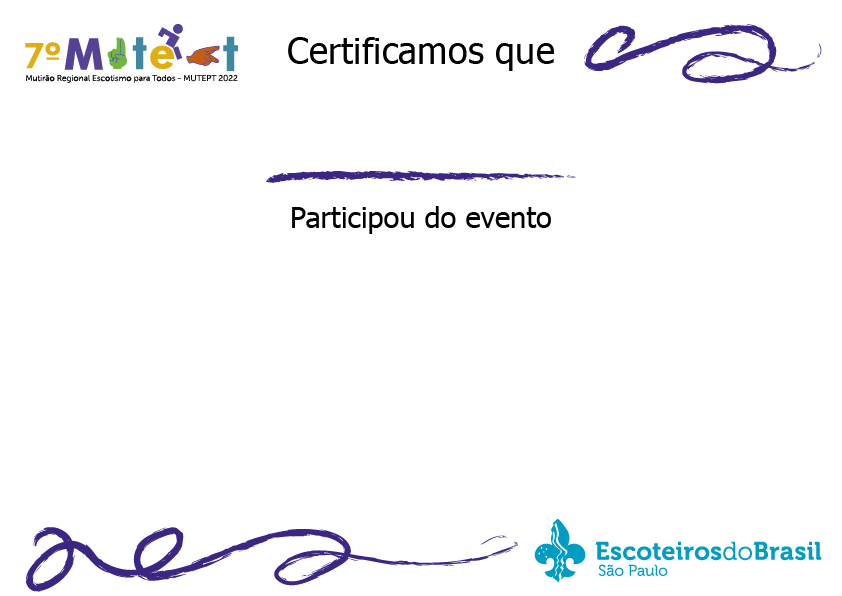 7º Mutept
Mutirão Regional Escotismo para Todos - MUTEPT 2022
Certificamos que
Participou do evento
EscoteirosdoBrasil
São Paulo